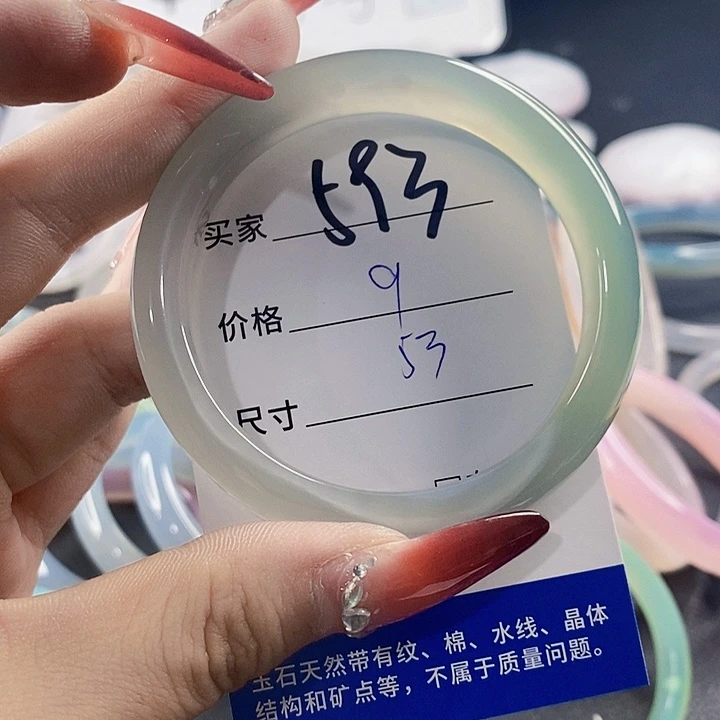 买家 593
价格 9
53
尺寸
玉石天然带有纹、棉、水线、晶体
结构和矿点等，不属于质量问题。